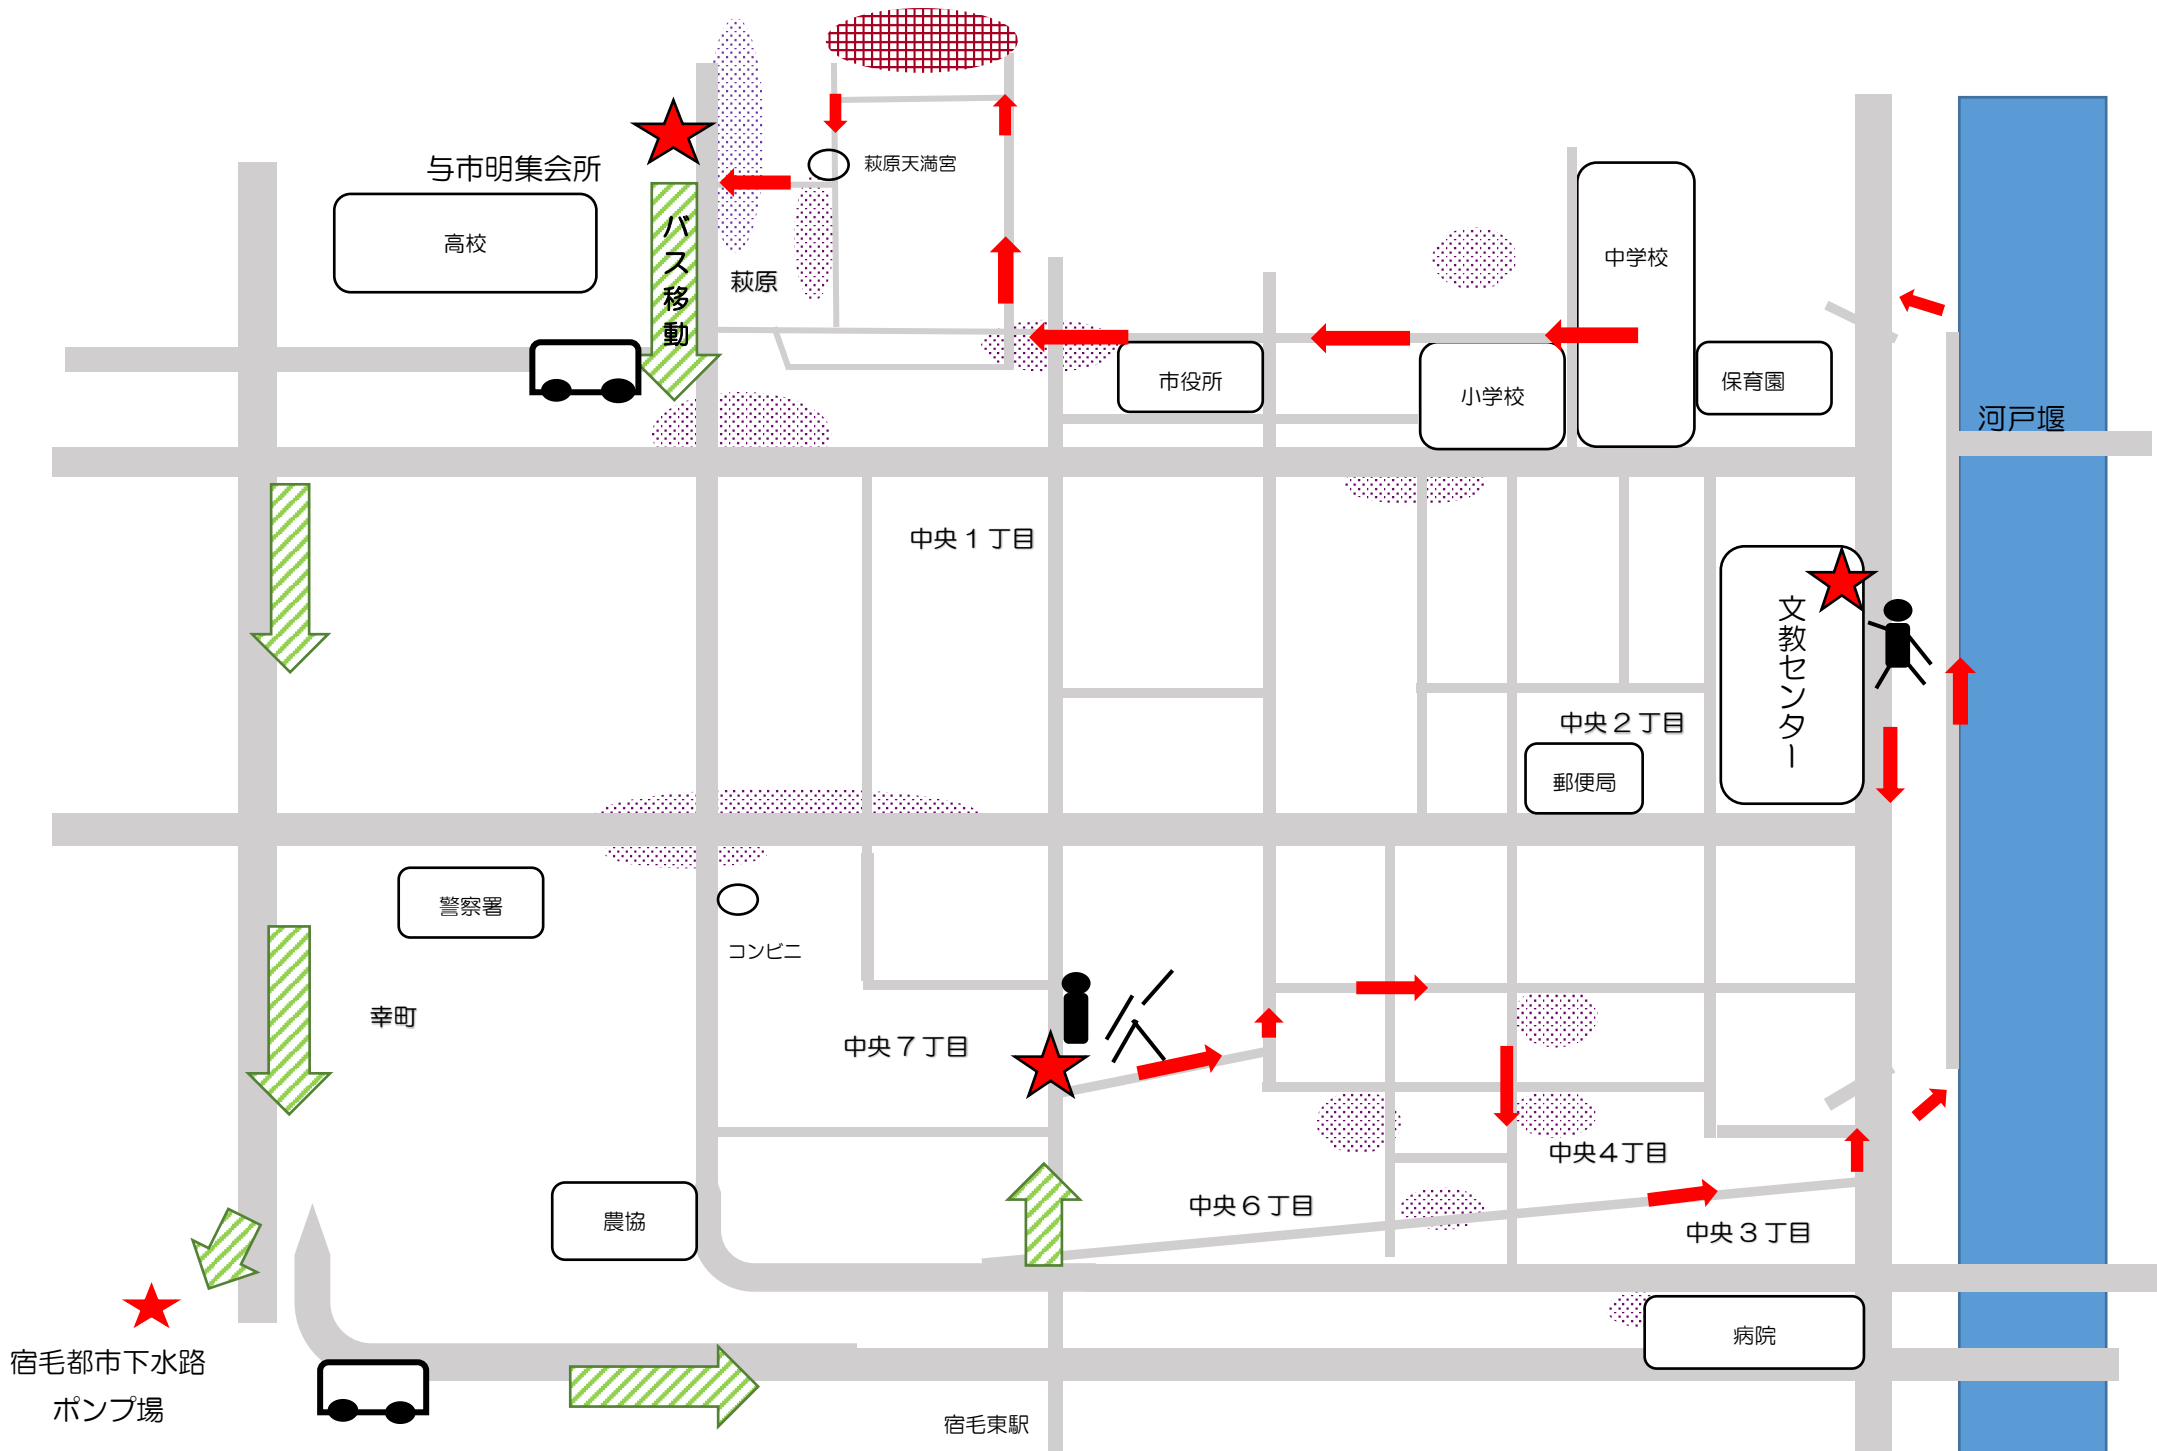 与市明集会所
高校
バス移動
萩原天満宮
萩原
中学校
市役所
小学校
保育園
河戸堰
中央１丁目
文教センター
中央２丁目
郵便局
警察署
コンビニ
幸町
中央７丁目
中央４丁目
中央６丁目
中央３丁目
農協
病院
宿毛都市下水路
ポンプ場
宿毛東駅